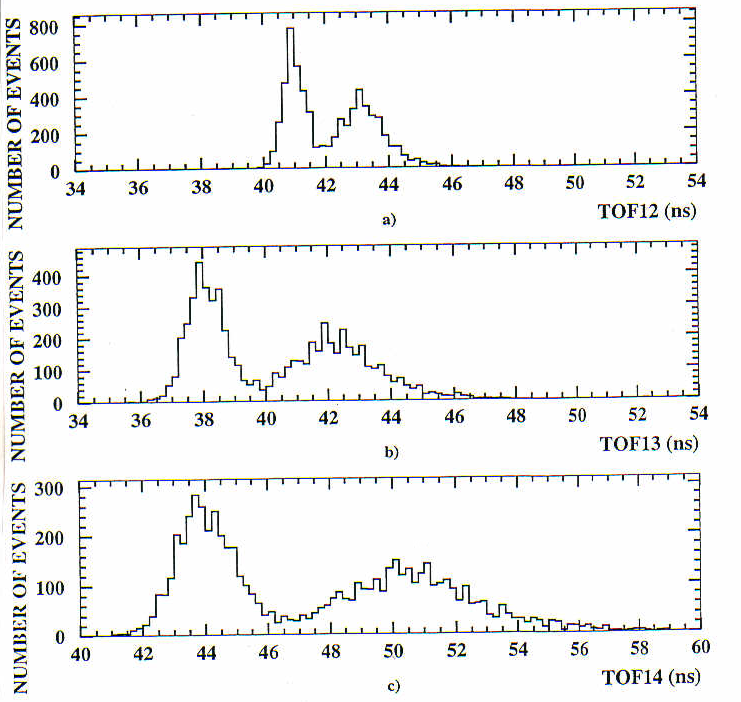 NUMBER OF EVENTS
800
600
400
200
0
34 36 38 40 42 44 46 48 50 52 54
TOF12 (ns)
a)
NUMBER OF EVENTS
400
300
200
100
0
34 36 38 40 42 44 46 48 50 52 54
TOF13 (ns)
b)
NUMBER OF EVENTS
300
200
100
0
40 42 44 46 48 50 52 54 56 58 60
TOF14 (ns)
c)